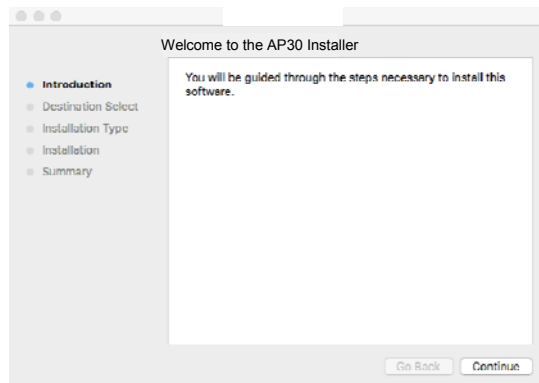 Welcome to the AP30 Installer
Introduction
Destination Select
Installation Type
Installation
Summary
You will be guided through the steps necessary to install this
software.
Go Back
Continue